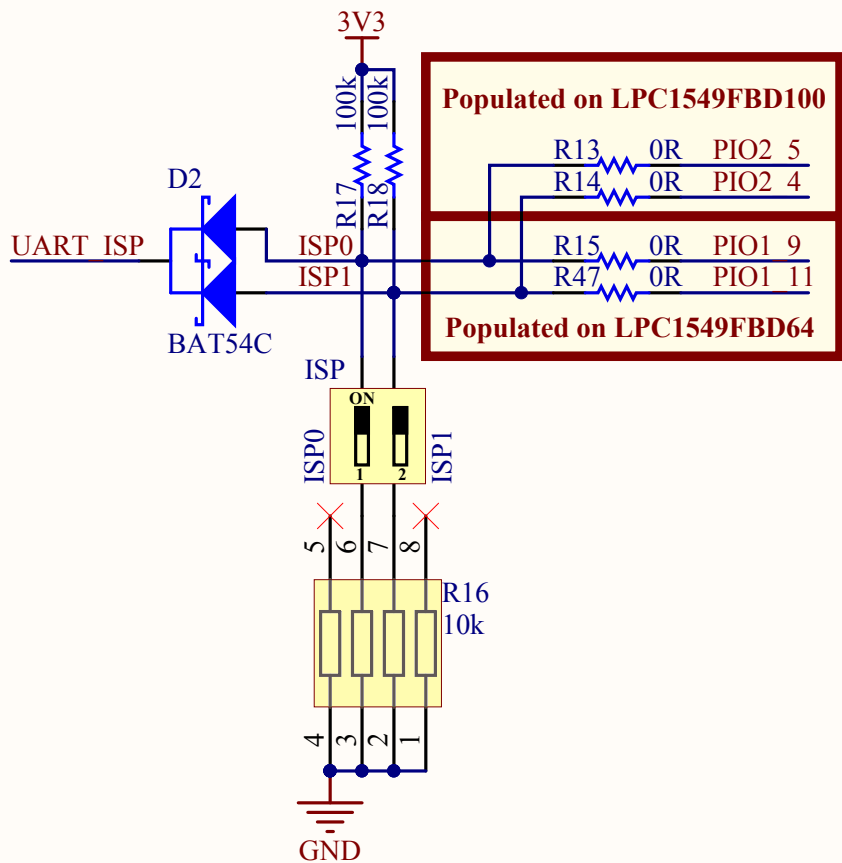 3V3
100k
100k
R17
R18
Populated on LPC1549FBD100
R13 0R PIO2_5
R14 0R PIO2_4
D2
UART_ISP
ISP0
ISP1
BAT54C
R15 0R PIO1_9
R47 0R PIO1_11
Populated on LPC1549FBD64
ISP
ON
1 2
ISP0
ISP1
5 6 7 8
R16
10k
4 3 2 1
GND